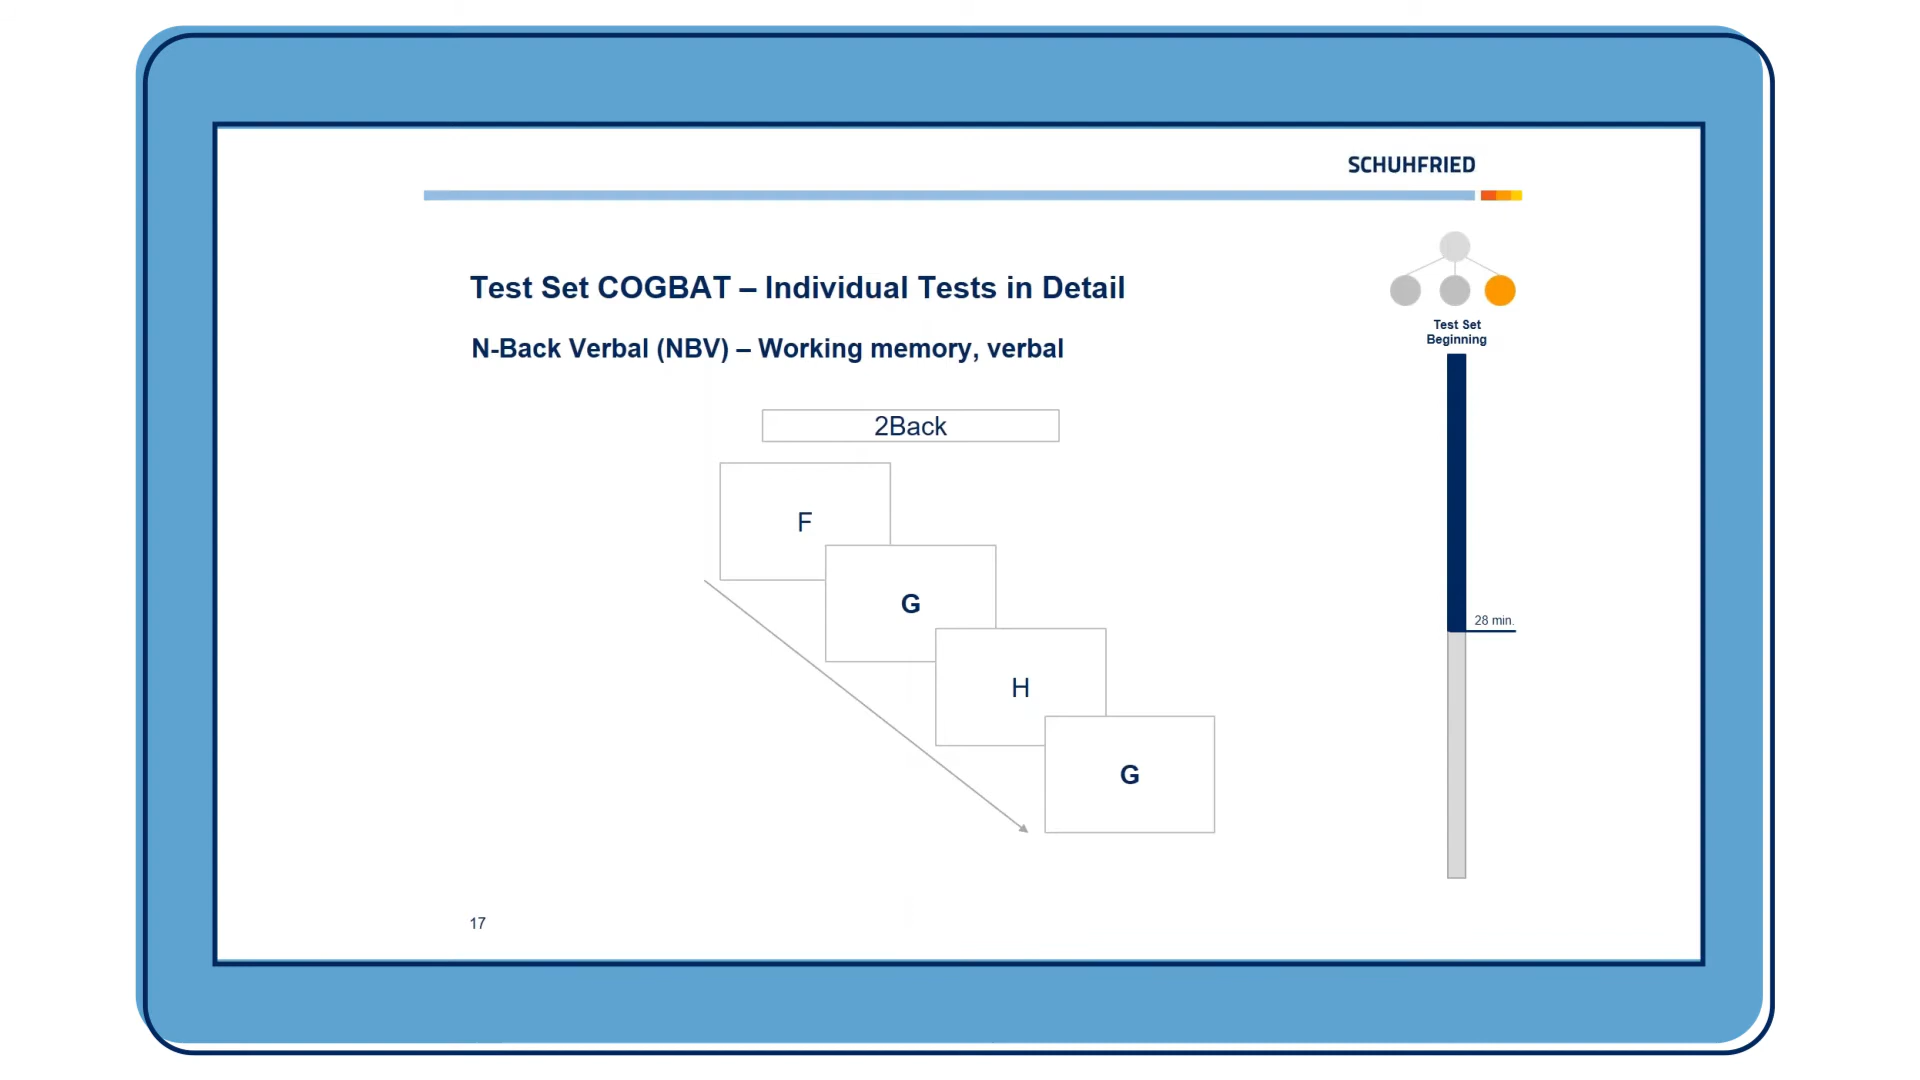 SCHUHFRIED
Test Set COGBAT – Individual Tests in Detail
N-Back Verbal (NBV) – Working memory, verbal
Test Set
Beginning
2Back
F
G
28 min.
H
G
17